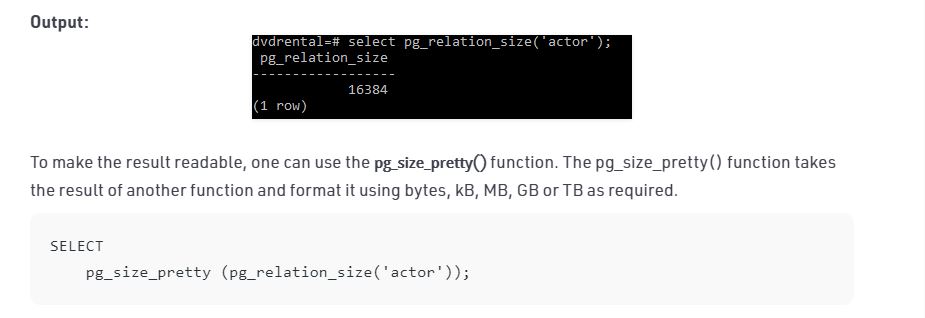 Output:
dvdrental=# select pg_relation_size('actor');
pg_relation_size
------------------
16384
(1 row)
To make the result readable, one can use the pg_size_pretty() function. The pg_size_pretty() function takes
the result of another function and format it using bytes, kB, MB, GB or TB as required.
SELECT
pg_size_pretty (pg_relation_size('actor'));